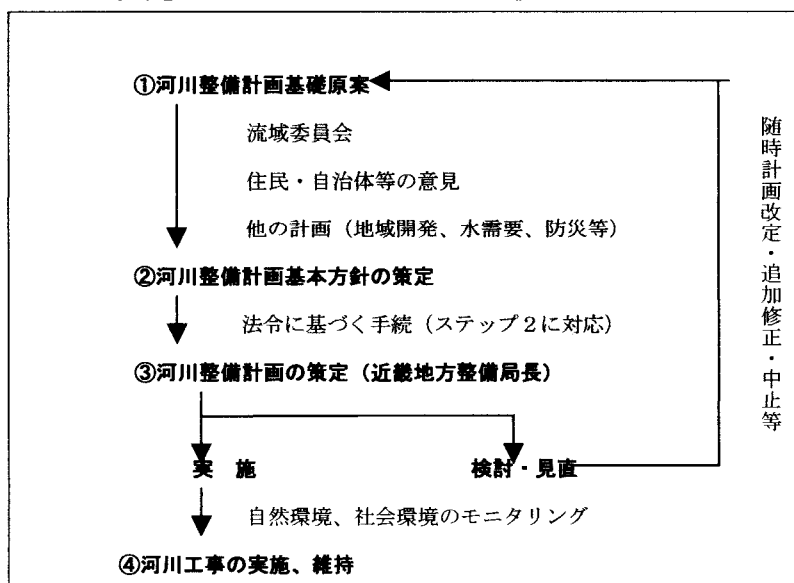 ①河川整備計画基礎原案
流域委員会
住民・自治体等の意見
他の計画（地域開発、水需要、防災等）
②河川整備計画基本方針の策定
法令に基づく手続（ステップ２に対応）
③河川整備計画の策定（近畿地方整備局長）
実　施　検討・見直
自然環境、社会環境のモニタリング
④河川工事の実施、維持
随時計画改定・追加修正・中止等